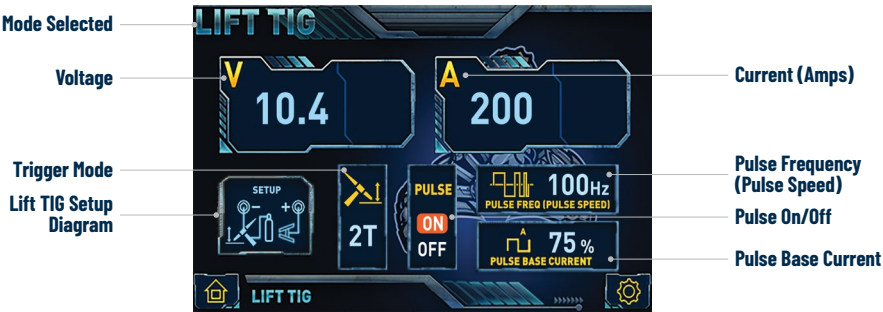 LIFT TIG
Mode Selected
Voltage
V
10.4
A
200
Current (Amps)
Trigger Mode
Lift TIG Setup
Diagram
SETUP
- +
A
2T
PULSE
ON
OFF
100Hz
PULSE FREQ (PULSE SPEED)
A
75 %
PULSE BASE CURRENT
Pulse Frequency
(Pulse Speed)
Pulse On/Off
Pulse Base Current
LIFT TIG